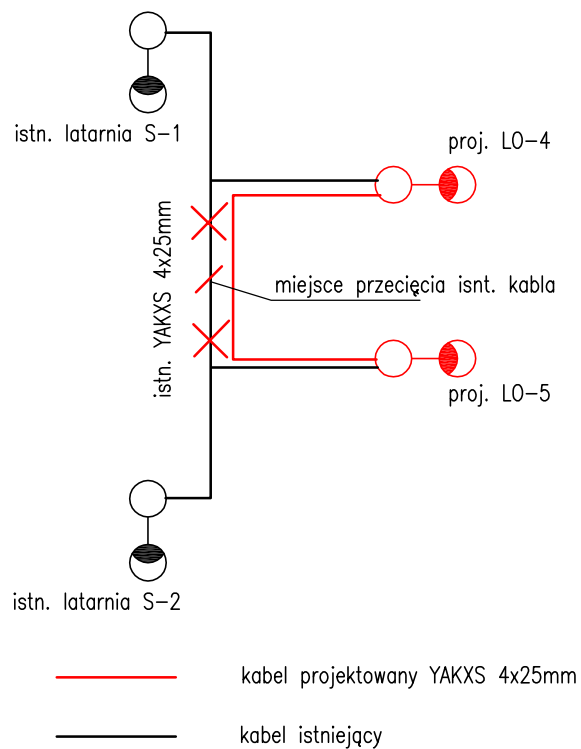 istn. latarnia S-1
proj. LO-4
istn. YAKXS 4x25mm
miejsce przecięcia isnt. kabla
proj. LO-5
istn. latarnia S-2
kabel projektowany YAKXS 4x25mm
kabel istniejący